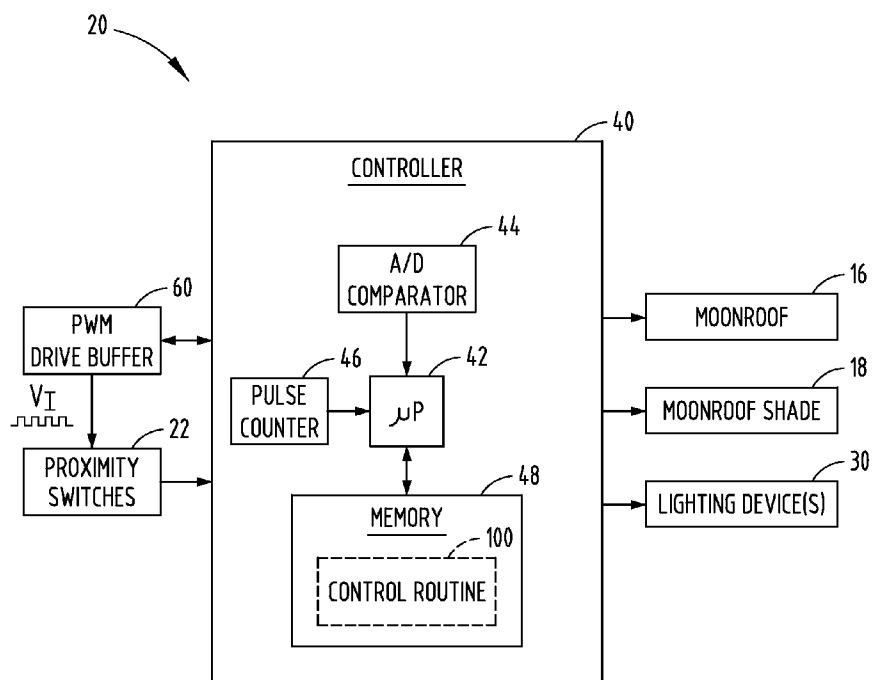 20
40
CONTROLLER
44
A/D
COMPARATOR
60
PWM
DRIVE BUFFER
16
MOONROOF
46
42
PULSE
COUNTER
μP
VI
18
MOONROOF SHADE
22
PROXIMITY
SWITCHES
48
MEMORY
30
LIGHTING DEVICE(S)
100
CONTROL ROUTINE